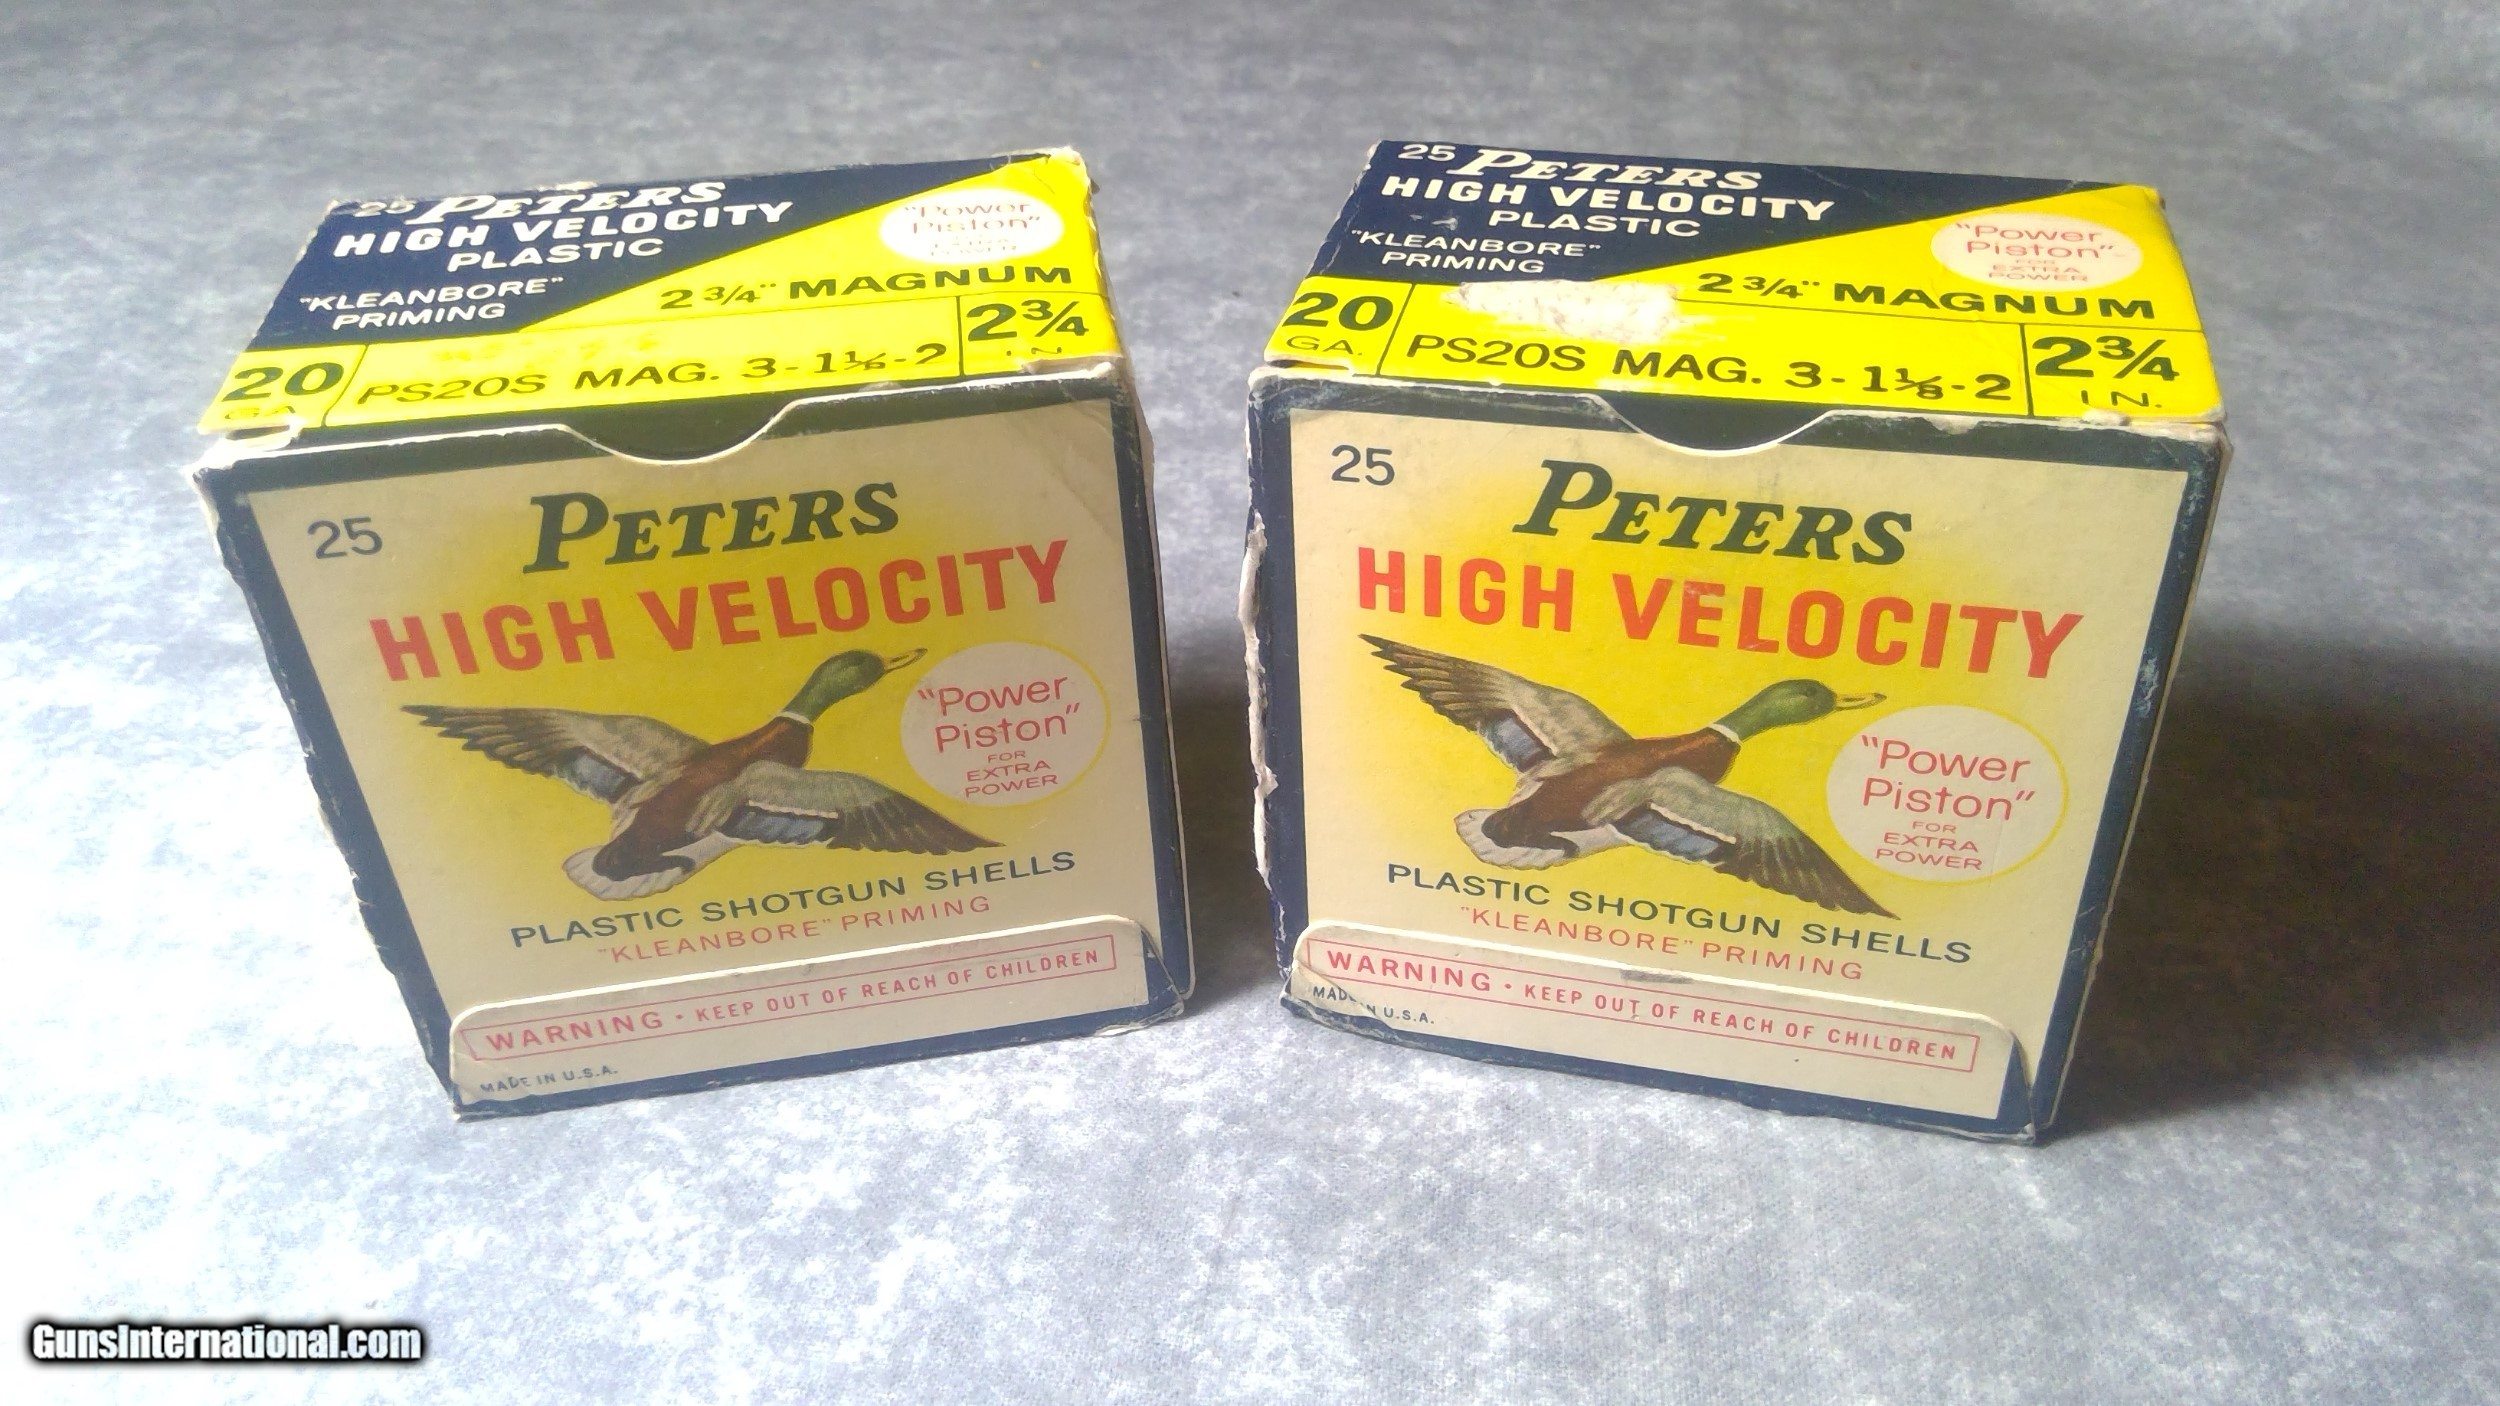 25 PETERS
HIGH VELOCITY
PLASTIC
"KLEANBORE"
PRIMING
"Power
Piston"
EXTRA
POWER
2 3/4" MAGNUM
20
GA.
PS20S MAG. 3-1 1/8-2
2 3/4
IN.
25
PETERS
HIGH VELOCITY
"Power
Piston"
FOR
EXTRA
POWER
PLASTIC SHOTGUN SHELLS
"KLEANBORE" PRIMING
WARNING • KEEP OUT OF REACH OF CHILDREN
MADE IN U.S.A.
25 PETERS
HIGH VELOCITY
PLASTIC
"KLEANBORE"
PRIMING
"Power
Piston"
FOR
EXTRA
POWER
2 3/4" MAGNUM
20
GA.
PS20S MAG. 3-1 1/8-2
2 3/4
IN.
25
PETERS
HIGH VELOCITY
"Power
Piston"
FOR
EXTRA
POWER
PLASTIC SHOTGUN SHELLS
"KLEANBORE" PRIMING
WARNING • KEEP OUT OF REACH OF CHILDREN
MADE IN U.S.A.
GunsInternational.com